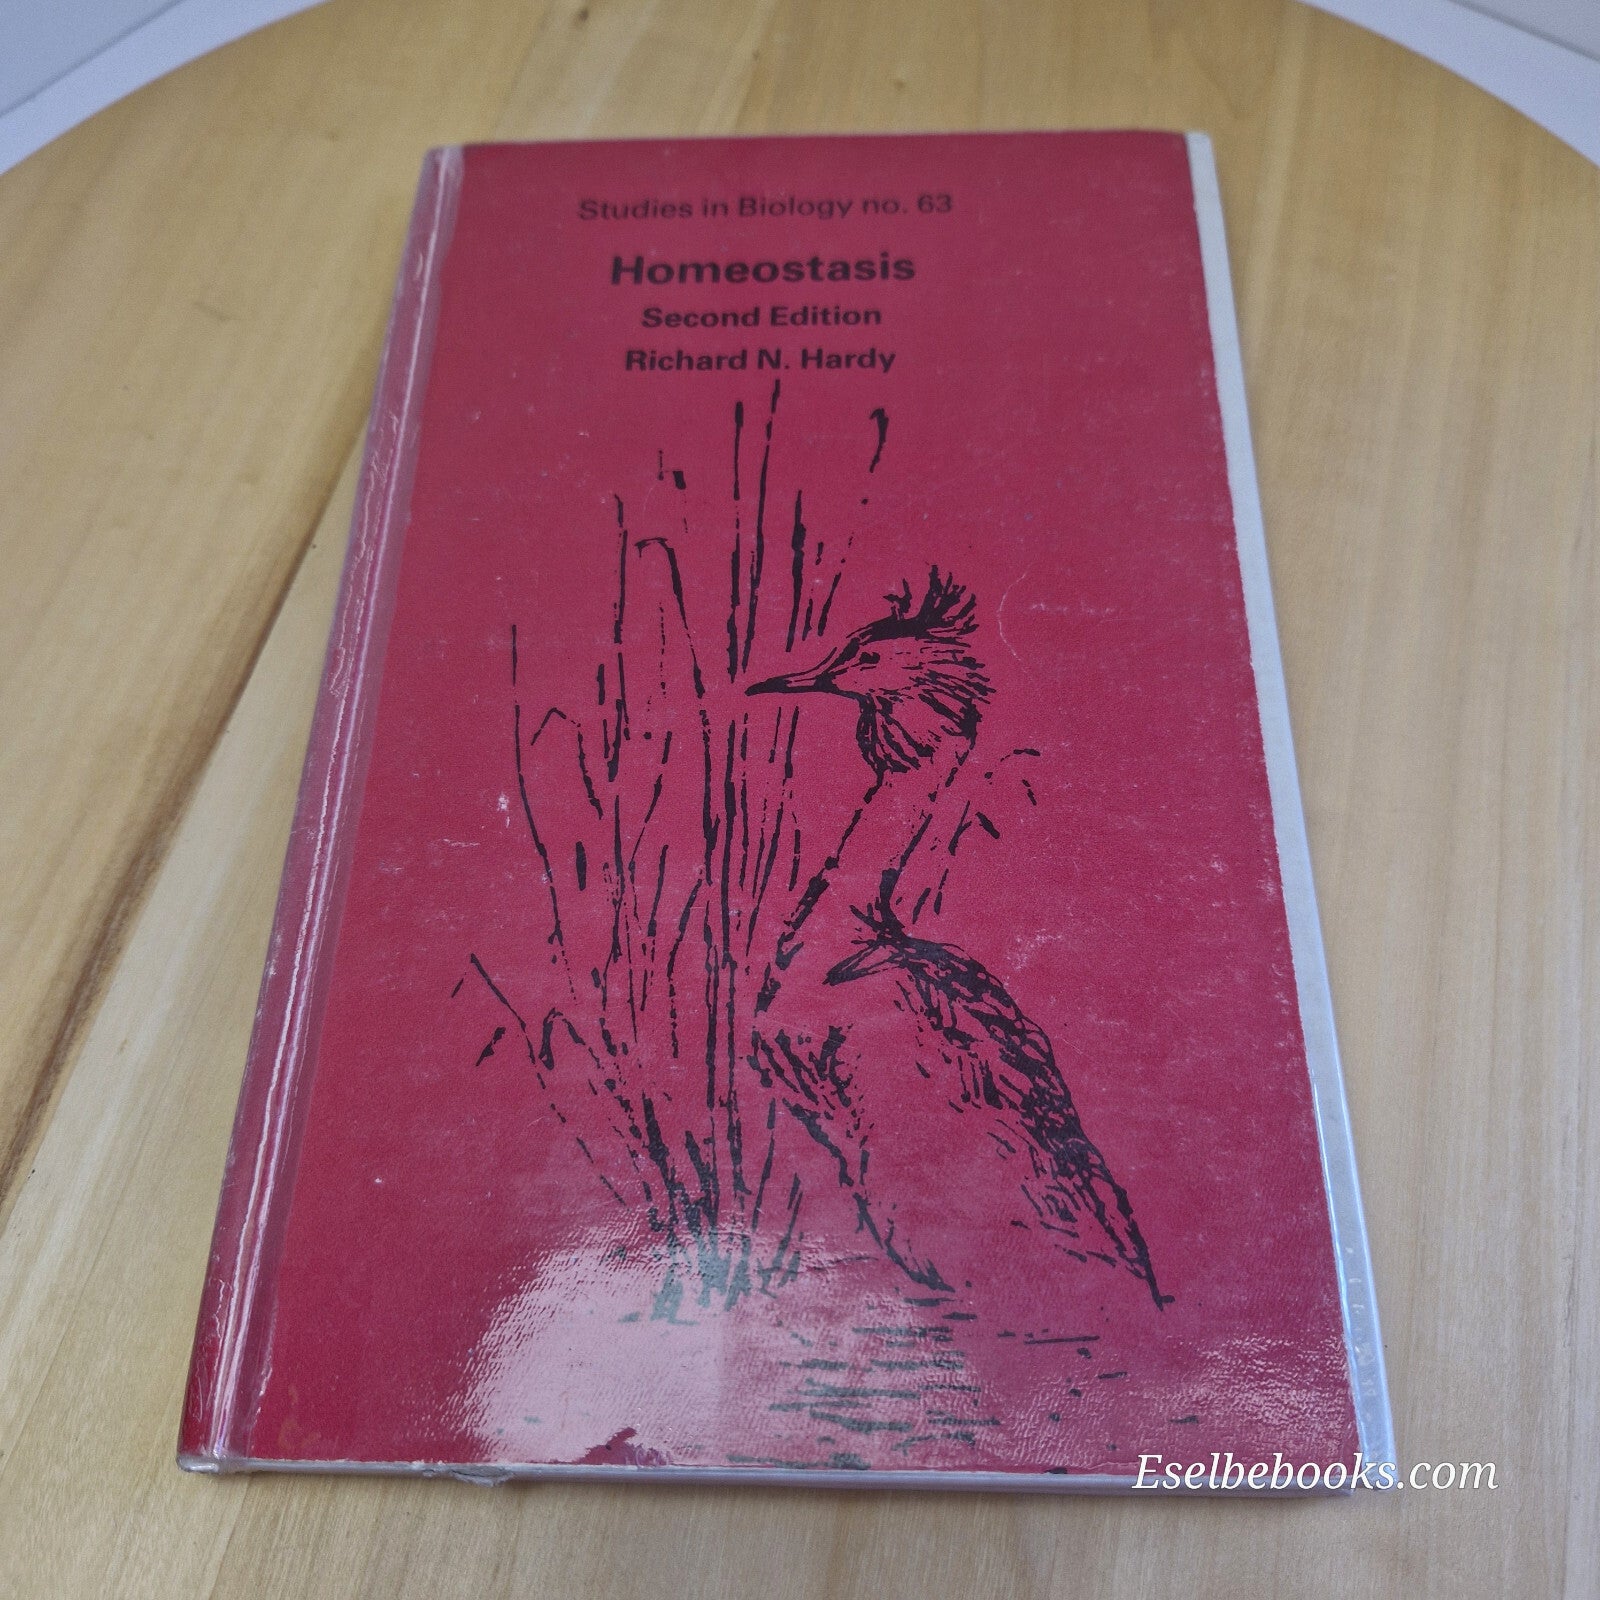 Studies in Biology no. 63
Homeostasis
Second Edition
Richard N. Hardy
Eselbebooks.com